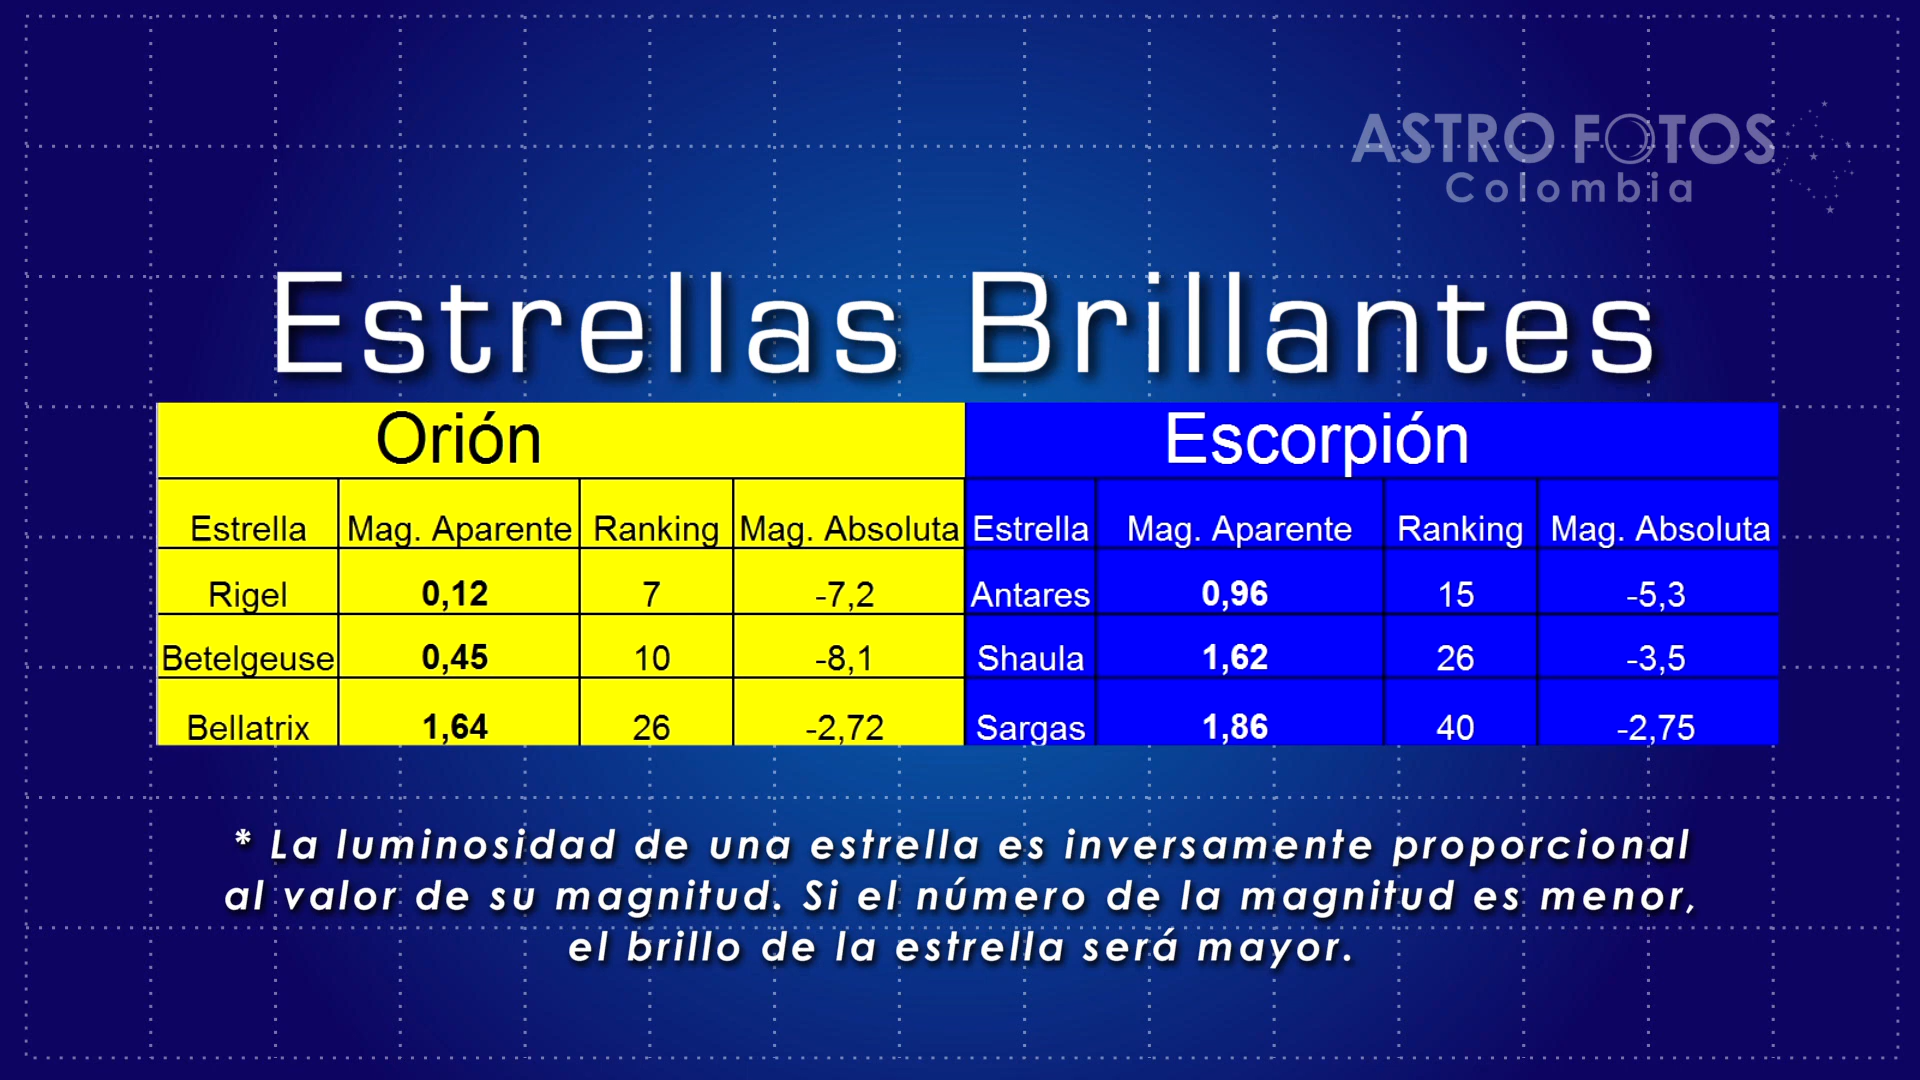 ASTRO FOTOS
Colombia
Estrellas Brillantes
Orión Escorpión
Estrella Mag. Aparente Ranking Mag. Absoluta Estrella Mag. Aparente Ranking Mag. Absoluta
Rigel 0,12 7 -7,2 Antares 0,96 15 -5,3
Betelgeuse 0,45 10 -8,1 Shaula 1,62 26 -3,5
Bellatrix 1,64 26 -2,72 Sargas 1,86 40 -2,75
* La luminosidad de una estrella es inversamente proporcional
al valor de su magnitud. Si el número de la magnitud es menor,
el brillo de la estrella será mayor.